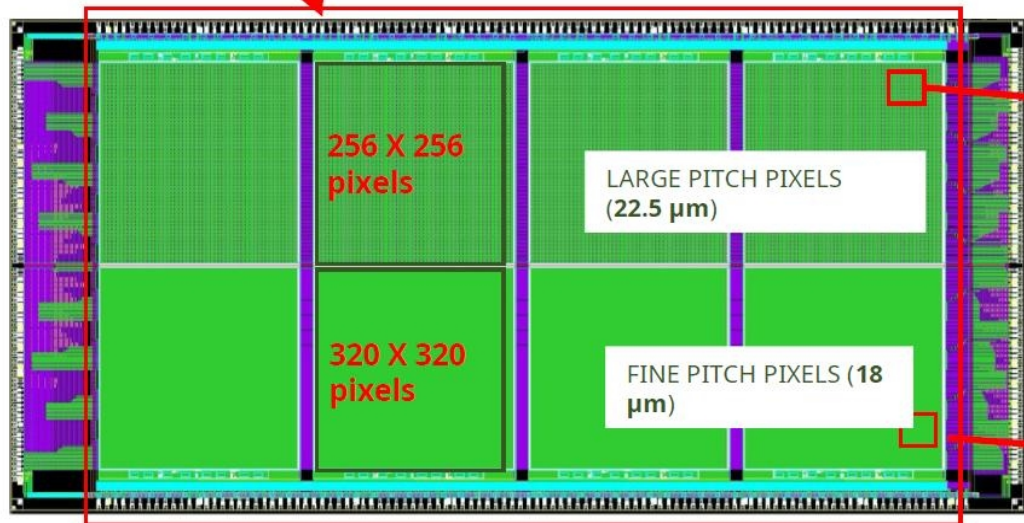 256 X 256
pixels
LARGE PITCH PIXELS
(22.5 µm)
320 X 320
pixels
FINE PITCH PIXELS (18
µm)